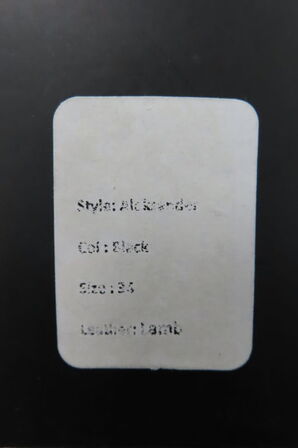 Style: Aleksander
Col : Black
Size : 34
Leather: Lamb